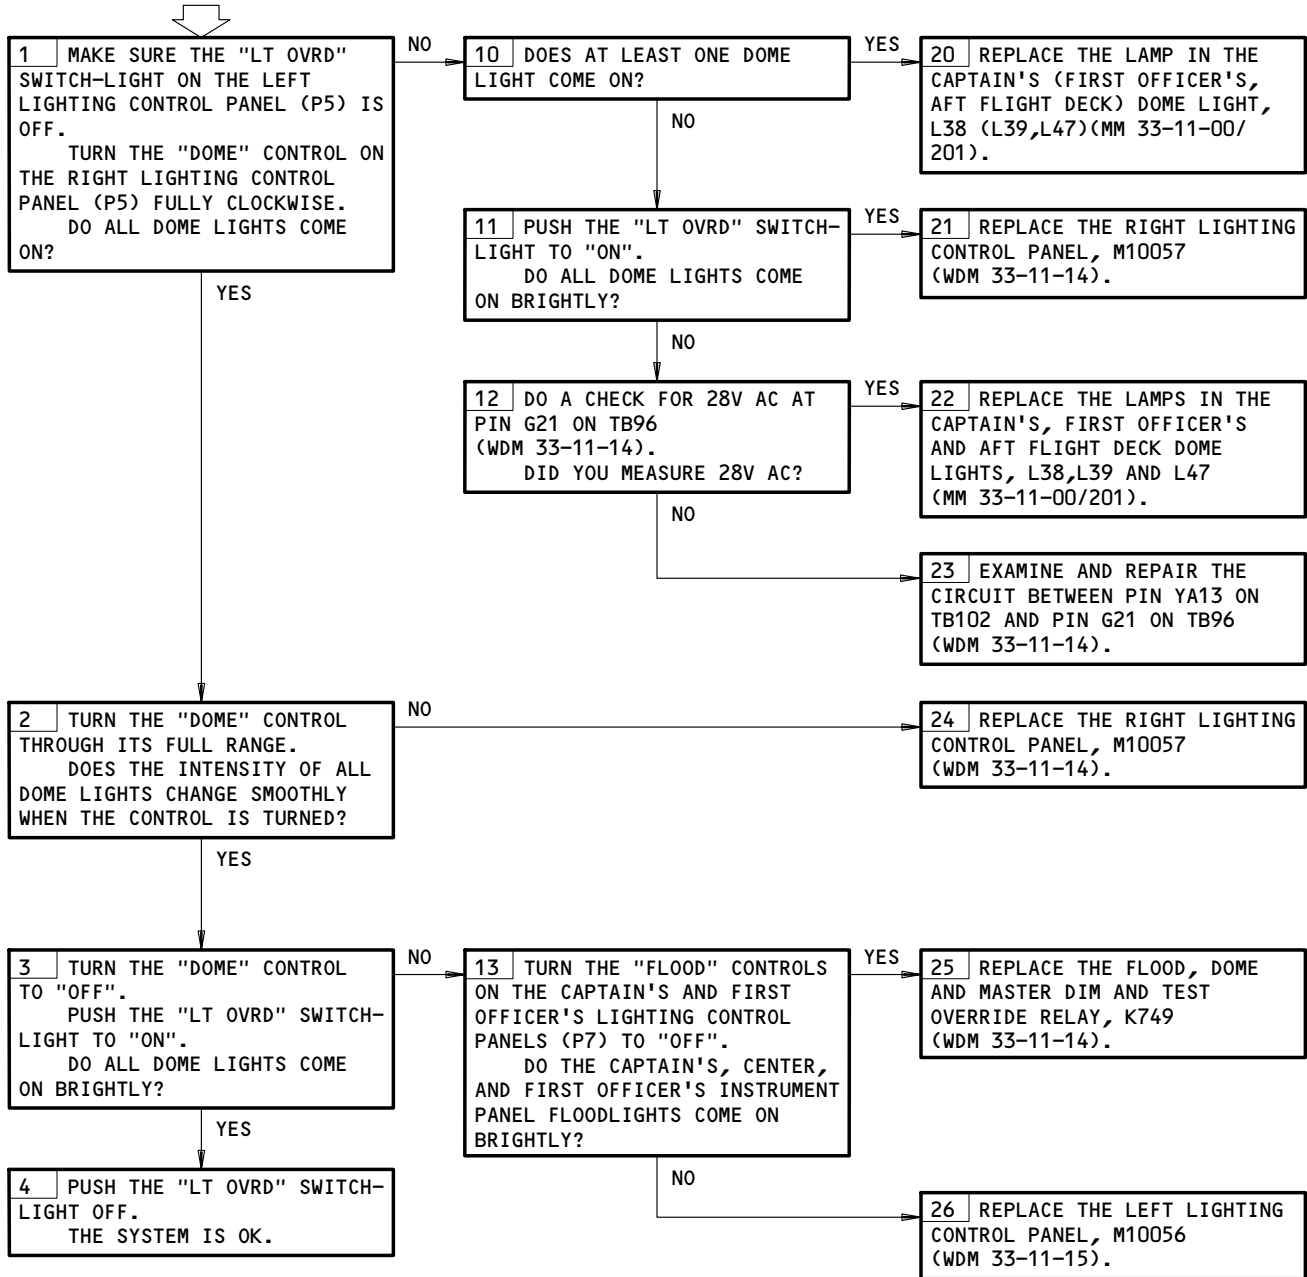 1 MAKE SURE THE "LT OVRD"
SWITCH-LIGHT ON THE LEFT
LIGHTING CONTROL PANEL (P5) IS
OFF.
TURN THE "DOME" CONTROL ON
THE RIGHT LIGHTING CONTROL
PANEL (P5) FULLY CLOCKWISE.
DO ALL DOME LIGHTS COME
ON?
NO
YES
10 DOES AT LEAST ONE DOME
LIGHT COME ON?
YES
NO
20 REPLACE THE LAMP IN THE
CAPTAIN'S (FIRST OFFICER'S,
AFT FLIGHT DECK) DOME LIGHT,
L38 (L39,L47)(MM 33-11-00/
201).
11 PUSH THE "LT OVRD" SWITCH-
LIGHT TO "ON".
DO ALL DOME LIGHTS COME
ON BRIGHTLY?
YES
NO
21 REPLACE THE RIGHT LIGHTING
CONTROL PANEL, M10057
(WDM 33-11-14).
12 DO A CHECK FOR 28V AC AT
PIN G21 ON TB96
(WDM 33-11-14).
DID YOU MEASURE 28V AC?
YES
NO
22 REPLACE THE LAMPS IN THE
CAPTAIN'S, FIRST OFFICER'S
AND AFT FLIGHT DECK DOME
LIGHTS, L38,L39 AND L47
(MM 33-11-00/201).
23 EXAMINE AND REPAIR THE
CIRCUIT BETWEEN PIN YA13 ON
TB102 AND PIN G21 ON TB96
(WDM 33-11-14).
2 TURN THE "DOME" CONTROL
THROUGH ITS FULL RANGE.
DOES THE INTENSITY OF ALL
DOME LIGHTS CHANGE SMOOTHLY
WHEN THE CONTROL IS TURNED?
NO
YES
24 REPLACE THE RIGHT LIGHTING
CONTROL PANEL, M10057
(WDM 33-11-14).
3 TURN THE "DOME" CONTROL
TO "OFF".
PUSH THE "LT OVRD" SWITCH-
LIGHT TO "ON".
DO ALL DOME LIGHTS COME
ON BRIGHTLY?
NO
YES
13 TURN THE "FLOOD" CONTROLS
ON THE CAPTAIN'S AND FIRST
OFFICER'S LIGHTING CONTROL
PANELS (P7) TO "OFF".
DO THE CAPTAIN'S, CENTER,
AND FIRST OFFICER'S INSTRUMENT
PANEL FLOODLIGHTS COME ON
BRIGHTLY?
YES
NO
25 REPLACE THE FLOOD, DOME
AND MASTER DIM AND TEST
OVERRIDE RELAY, K749
(WDM 33-11-14).
4 PUSH THE "LT OVRD" SWITCH-
LIGHT OFF.
THE SYSTEM IS OK.
26 REPLACE THE LEFT LIGHTING
CONTROL PANEL, M10056
(WDM 33-11-15).